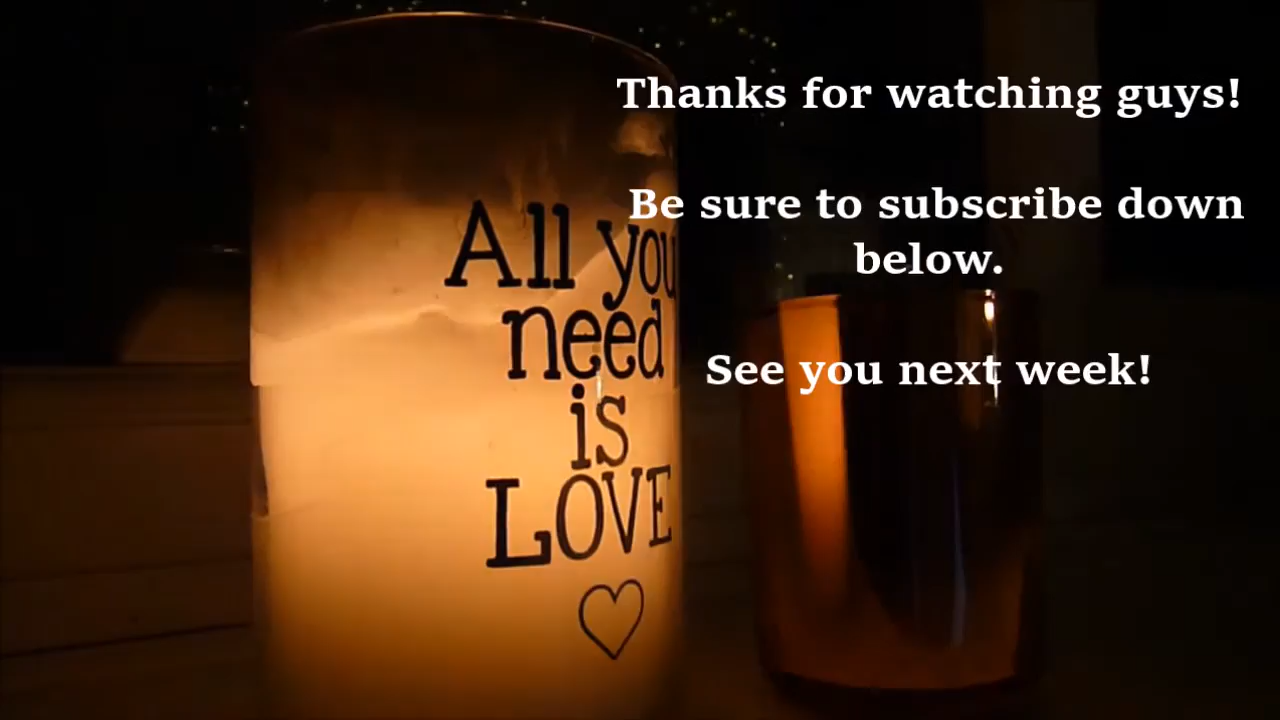 All you
need
is
LOVE
Thanks for watching guys!
Be sure to subscribe down
below.
See you next week!